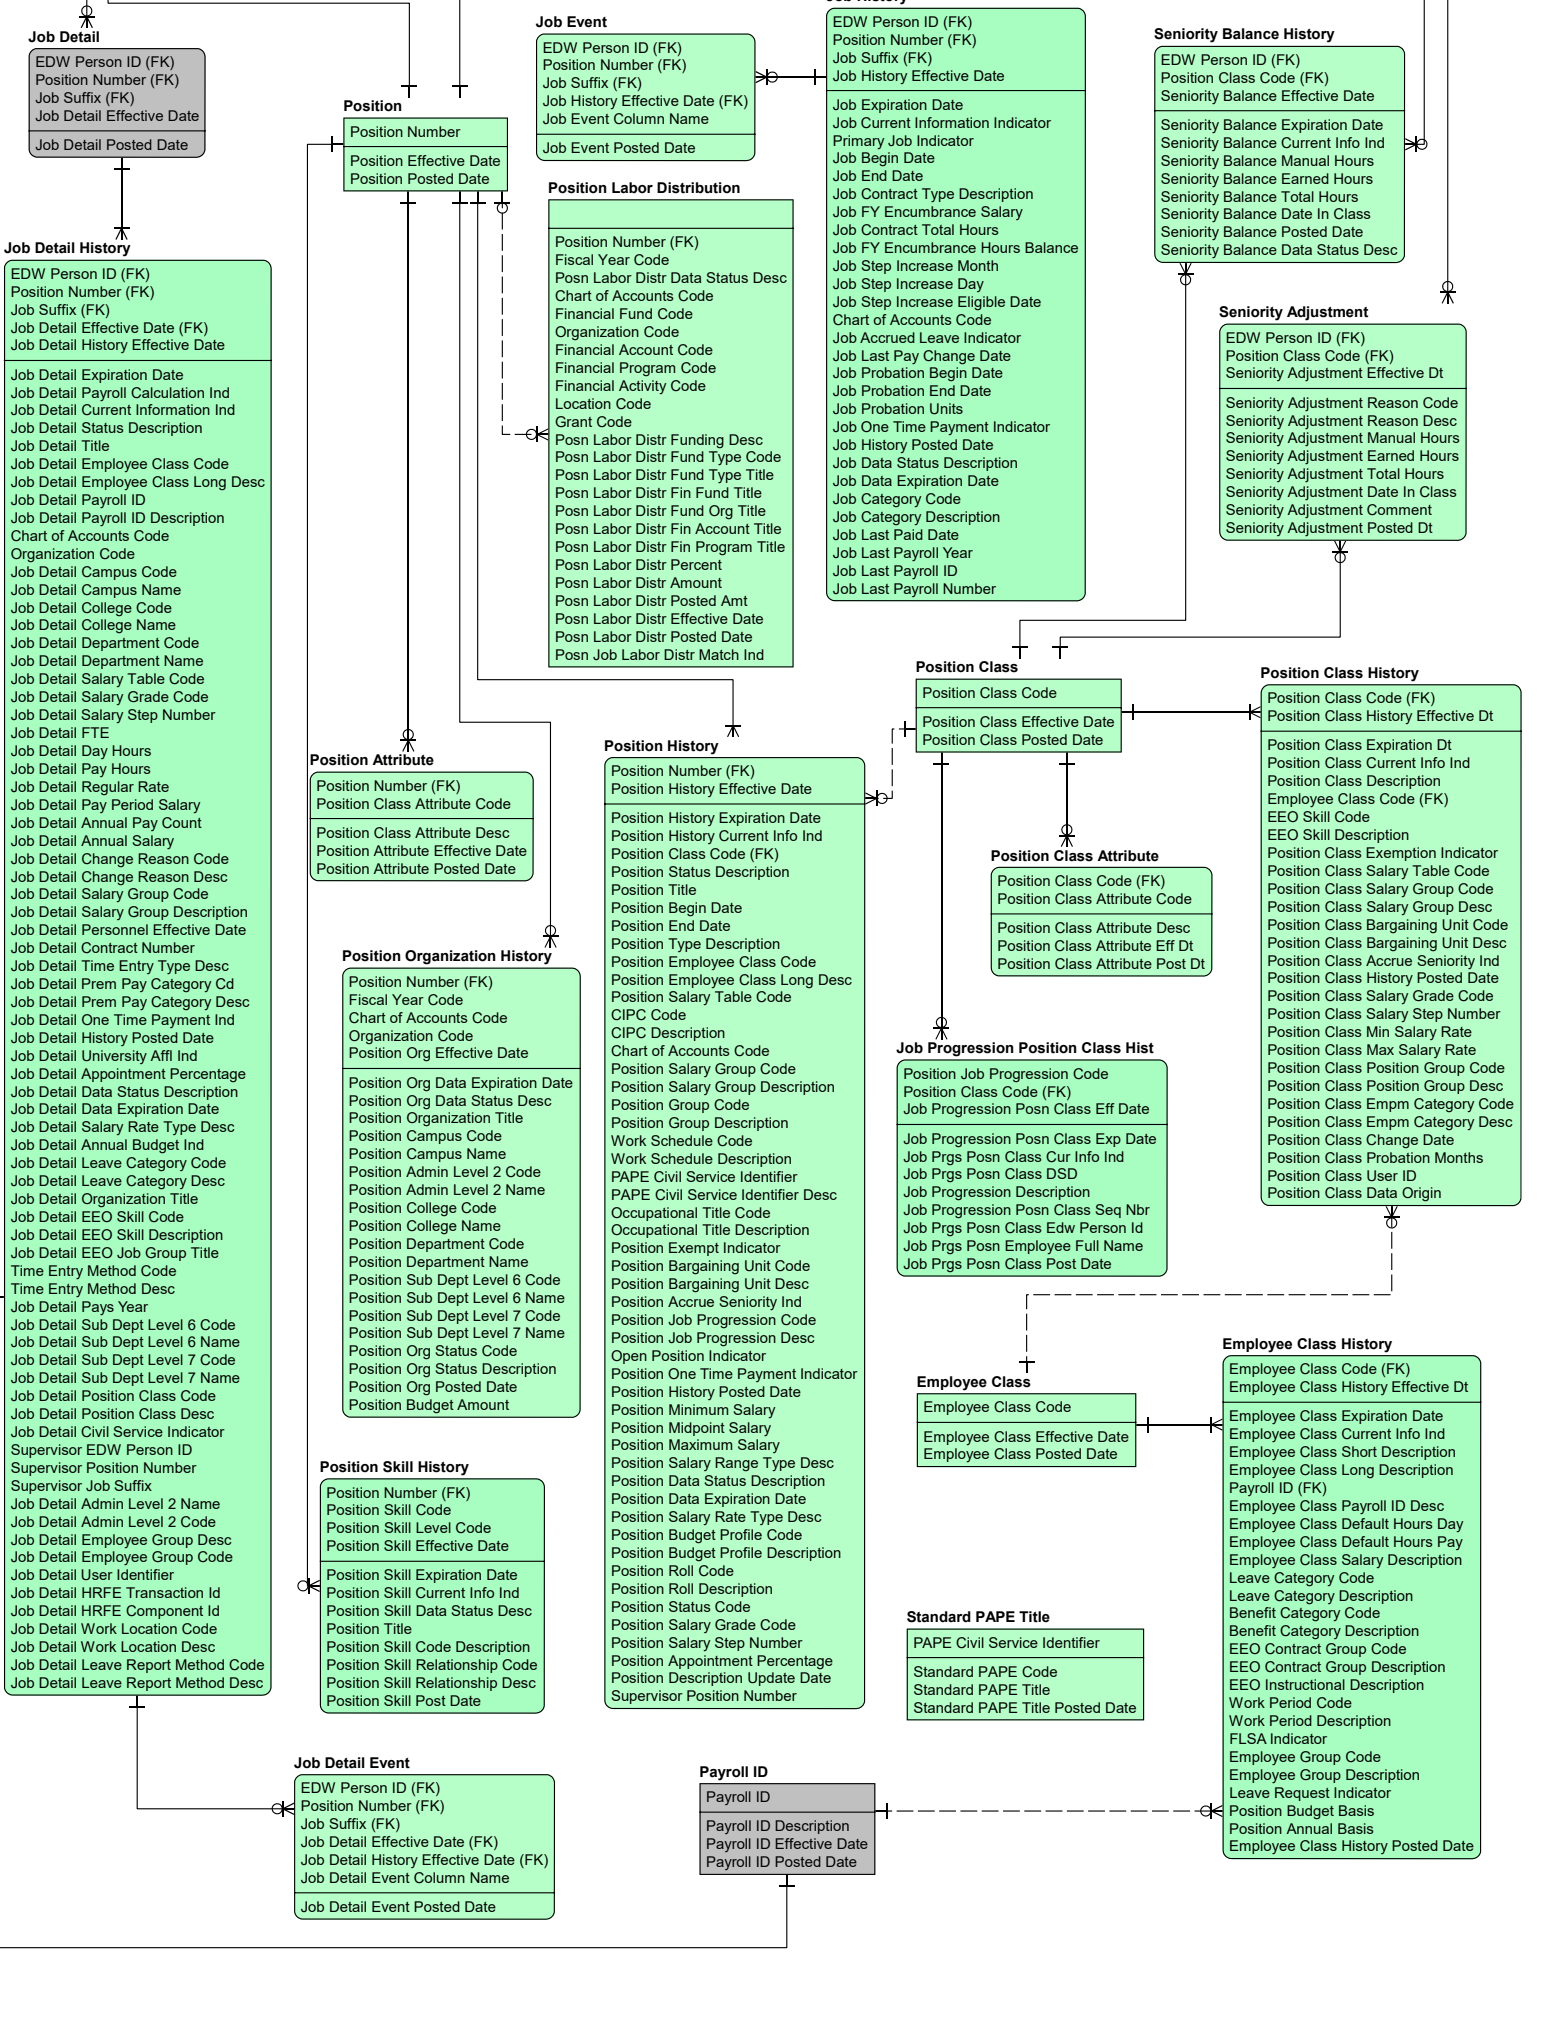 Job Detail
EDW Person ID (FK)
Position Number (FK)
Job Suffix (FK)
Job Detail Effective Date
Job Detail Posted Date
Job Detail History
EDW Person ID (FK)
Position Number (FK)
Job Suffix (FK)
Job Detail Effective Date (FK)
Job Detail History Effective Date
Job Detail Expiration Date
Job Detail Payroll Calculation Ind
Job Detail Current Information Ind
Job Detail Status Description
Job Detail Title
Job Detail Employee Class Code
Job Detail Employee Class Long Desc
Job Detail Payroll ID
Job Detail Payroll ID Description
Chart of Accounts Code
Organization Code
Job Detail Campus Code
Job Detail Campus Name
Job Detail College Code
Job Detail College Name
Job Detail Department Code
Job Detail Department Name
Job Detail Salary Table Code
Job Detail Salary Grade Code
Job Detail Salary Step Number
Job Detail FTE
Job Detail Day Hours
Job Detail Pay Hours
Job Detail Regular Rate
Job Detail Pay Period Salary
Job Detail Annual Pay Count
Job Detail Annual Salary
Job Detail Change Reason Code
Job Detail Change Reason Desc
Job Detail Salary Group Code
Job Detail Salary Group Description
Job Detail Personnel Effective Date
Job Detail Contract Number
Job Detail Time Entry Type Desc
Job Detail Prem Pay Category Cd
Job Detail Prem Pay Category Desc
Job Detail One Time Payment Ind
Job Detail History Posted Date
Job Detail University Affl Ind
Job Detail Appointment Percentage
Job Detail Data Status Description
Job Detail Data Expiration Date
Job Detail Salary Rate Type Desc
Job Detail Annual Budget Ind
Job Detail Leave Category Code
Job Detail Leave Category Desc
Job Detail Organization Title
Job Detail EEO Skill Code
Job Detail EEO Skill Description
Job Detail EEO Job Group Title
Time Entry Method Code
Time Entry Method Desc
Job Detail Pays Year
Job Detail Sub Dept Level 6 Code
Job Detail Sub Dept Level 6 Name
Job Detail Sub Dept Level 7 Code
Job Detail Sub Dept Level 7 Name
Job Detail Position Class Code
Job Detail Position Class Desc
Job Detail Civil Service Indicator
Supervisor EDW Person ID
Supervisor Position Number
Supervisor Job Suffix
Job Detail Admin Level 2 Name
Job Detail Admin Level 2 Code
Job Detail Employee Group Desc
Job Detail Employee Group Code
Job Detail User Identifier
Job Detail HRFE Transaction Id
Job Detail HRFE Component Id
Job Detail Work Location Code
Job Detail Work Location Desc
Job Detail Leave Report Method Code
Job Detail Leave Report Method Desc
Position
Position Number
Position Effective Date
Position Posted Date
Position Attribute
Position Number (FK)
Position Class Attribute Code
Position Class Attribute Desc
Position Attribute Effective Date
Position Attribute Posted Date
Position Organization History
Position Number (FK)
Fiscal Year Code
Chart of Accounts Code
Organization Code
Position Org Effective Date
Position Org Data Expiration Date
Position Org Data Status Desc
Position Organization Title
Position Campus Code
Position Campus Name
Position Admin Level 2 Code
Position Admin Level 2 Name
Position College Code
Position College Name
Position Department Code
Position Department Name
Position Sub Dept Level 6 Code
Position Sub Dept Level 6 Name
Position Sub Dept Level 7 Code
Position Sub Dept Level 7 Name
Position Org Status Code
Position Org Status Description
Position Org Posted Date
Position Budget Amount
Position Skill History
Position Number (FK)
Position Skill Code
Position Skill Level Code
Position Skill Effective Date
Position Skill Expiration Date
Position Skill Current Info Ind
Position Skill Data Status Desc
Position Title
Position Skill Code Description
Position Skill Relationship Code
Position Skill Relationship Desc
Position Skill Post Date
Job Detail Event
EDW Person ID (FK)
Position Number (FK)
Job Suffix (FK)
Job Detail Effective Date (FK)
Job Detail History Effective Date (FK)
Job Detail Event Column Name
Job Detail Event Posted Date
Job Event
EDW Person ID (FK)
Position Number (FK)
Job Suffix (FK)
Job History Effective Date (FK)
Job Event Column Name
Job Event Posted Date
Position Labor Distribution
Position Number (FK)
Fiscal Year Code
Posn Labor Distr Data Status Desc
Chart of Accounts Code
Financial Fund Code
Organization Code
Financial Account Code
Financial Program Code
Financial Activity Code
Location Code
Grant Code
Posn Labor Distr Funding Desc
Posn Labor Distr Fund Type Code
Posn Labor Distr Fund Type Title
Posn Labor Distr Fin Fund Title
Posn Labor Distr Fund Org Title
Posn Labor Distr Fin Account Title
Posn Labor Distr Fin Program Title
Posn Labor Distr Percent
Posn Labor Distr Amount
Posn Labor Distr Posted Amt
Posn Labor Distr Effective Date
Posn Labor Distr Posted Date
Posn Job Labor Distr Match Ind
Position History
Position Number (FK)
Position History Effective Date
Position History Expiration Date
Position History Current Info Ind
Position Class Code (FK)
Position Status Description
Position Title
Position Begin Date
Position End Date
Position Type Description
Position Employee Class Code
Position Employee Class Long Desc
Position Salary Table Code
CIPC Code
CIPC Description
Chart of Accounts Code
Position Salary Group Code
Position Salary Group Description
Position Group Code
Position Group Description
Work Schedule Code
Work Schedule Description
PAPE Civil Service Identifier
PAPE Civil Service Identifier Desc
Occupational Title Code
Occupational Title Description
Position Exempt Indicator
Position Bargaining Unit Code
Position Bargaining Unit Desc
Position Accrue Seniority Ind
Position Job Progression Code
Position Job Progression Desc
Open Position Indicator
Position One Time Payment Indicator
Position History Posted Date
Position Minimum Salary
Position Midpoint Salary
Position Maximum Salary
Position Salary Range Type Desc
Position Data Status Description
Position Data Expiration Date
Position Salary Rate Type Desc
Position Budget Profile Code
Position Budget Profile Description
Position Roll Code
Position Roll Description
Position Status Code
Position Salary Grade Code
Position Salary Step Number
Position Appointment Percentage
Position Description Update Date
Supervisor Position Number
Payroll ID
Payroll ID
Payroll ID Description
Payroll ID Effective Date
Payroll ID Posted Date
Job History
EDW Person ID (FK)
Position Number (FK)
Job Suffix (FK)
Job History Effective Date
Job Expiration Date
Job Current Information Indicator
Primary Job Indicator
Job Begin Date
Job End Date
Job Contract Type Description
Job FY Encumbrance Salary
Job Contract Total Hours
Job FY Encumbrance Hours Balance
Job Step Increase Month
Job Step Increase Day
Job Step Increase Eligible Date
Chart of Accounts Code
Job Accrued Leave Indicator
Job Last Pay Change Date
Job Probation Begin Date
Job Probation End Date
Job Probation Units
Job One Time Payment Indicator
Job History Posted Date
Job Data Status Description
Job Data Expiration Date
Job Category Code
Job Category Description
Job Last Paid Date
Job Last Payroll Year
Job Last Payroll ID
Job Last Payroll Number
Seniority Balance History
EDW Person ID (FK)
Position Class Code (FK)
Seniority Balance Effective Date
Seniority Balance Expiration Date
Seniority Balance Current Info Ind
Seniority Balance Manual Hours
Seniority Balance Earned Hours
Seniority Balance Total Hours
Seniority Balance Date In Class
Seniority Balance Posted Date
Seniority Balance Data Status Desc
Seniority Adjustment
EDW Person ID (FK)
Position Class Code (FK)
Seniority Adjustment Effective Dt
Seniority Adjustment Reason Code
Seniority Adjustment Reason Desc
Seniority Adjustment Manual Hours
Seniority Adjustment Earned Hours
Seniority Adjustment Total Hours
Seniority Adjustment Date In Class
Seniority Adjustment Comment
Seniority Adjustment Posted Dt
Position Class
Position Class Code
Position Class Effective Date
Position Class Posted Date
Position Class Attribute
Position Class Code (FK)
Position Class Attribute Code
Position Class Attribute Desc
Position Class Attribute Eff Dt
Position Class Attribute Post Dt
Job Progression Position Class Hist
Position Job Progression Code
Position Class Code (FK)
Job Progression Posn Class Eff Date
Job Progression Posn Class Exp Date
Job Prgs Posn Class Cur Info Ind
Job Prgs Posn Class DSD
Job Progression Description
Job Progression Posn Class Seq Nbr
Job Prgs Posn Class Edw Person Id
Job Prgs Posn Employee Full Name
Job Prgs Posn Class Post Date
Position Class History
Position Class Code (FK)
Position Class History Effective Dt
Position Class Expiration Dt
Position Class Current Info Ind
Position Class Description
Employee Class Code (FK)
EEO Skill Code
EEO Skill Description
Position Class Exemption Indicator
Position Class Salary Table Code
Position Class Salary Group Code
Position Class Salary Group Desc
Position Class Bargaining Unit Code
Position Class Bargaining Unit Desc
Position Class Accrue Seniority Ind
Position Class History Posted Date
Position Class Salary Grade Code
Position Class Salary Step Number
Position Class Min Salary Rate
Position Class Max Salary Rate
Position Class Position Group Code
Position Class Position Group Desc
Position Class Empm Category Code
Position Class Empm Category Desc
Position Class Change Date
Position Class Probation Months
Position Class User ID
Position Class Data Origin
Employee Class
Employee Class Code
Employee Class Effective Date
Employee Class Posted Date
Employee Class History
Employee Class Code (FK)
Employee Class History Effective Dt
Employee Class Expiration Date
Employee Class Current Info Ind
Employee Class Short Description
Employee Class Long Description
Payroll ID (FK)
Employee Class Payroll ID Desc
Employee Class Default Hours Day
Employee Class Default Hours Pay
Employee Class Salary Description
Leave Category Code
Leave Category Description
Benefit Category Code
Benefit Category Description
EEO Contract Group Code
EEO Contract Group Description
EEO Instructional Description
Work Period Code
Work Period Description
FLSA Indicator
Employee Group Code
Employee Group Description
Leave Request Indicator
Position Budget Basis
Position Annual Basis
Employee Class History Posted Date
Standard PAPE Title
PAPE Civil Service Identifier
Standard PAPE Code
Standard PAPE Title
Standard PAPE Title Posted Date